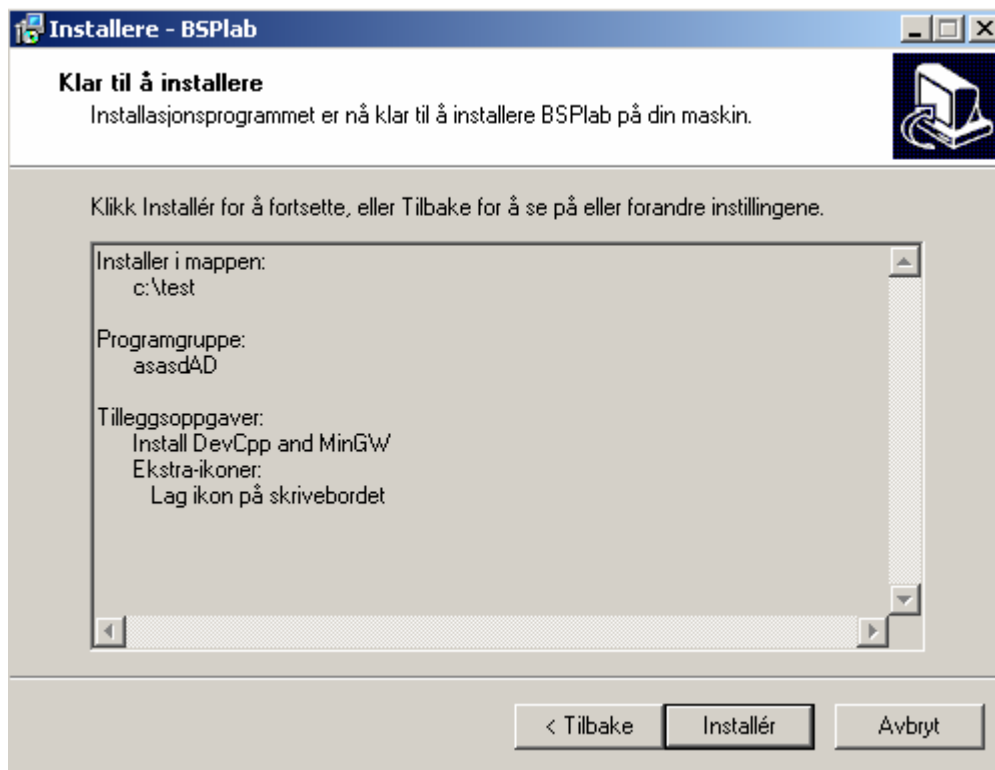 Installere - BSPlab
Klar til å installere
Installasjonsprogrammet er nå klar til å installere BSPlab på din maskin.
Klikk Installér for å fortsette, eller Tilbake for å se på eller forandre instillingene.
Installer i mappen:
c:\test
Programgruppe:
asasdAD
Tilleggsoppgaver:
Install DevCpp and MinGW
Ekstra-ikoner:
Lag ikon på skrivebordet
< Tilbake
Installér
Avbryt